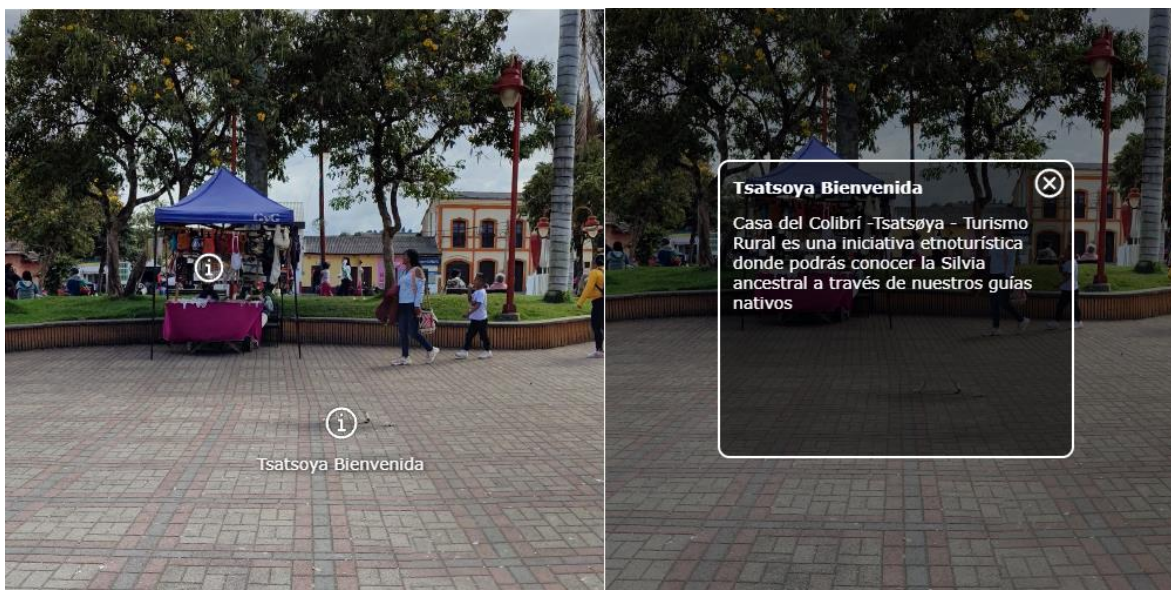 GyG
Tsatsoya Bienvenida
Tsatsoya Bienvenida
Casa del Colibrí -Tsatsøya - Turismo
Rural es una iniciativa etnoturística
donde podrás conocer la Silvia
ancestral a través de nuestros guías
nativos